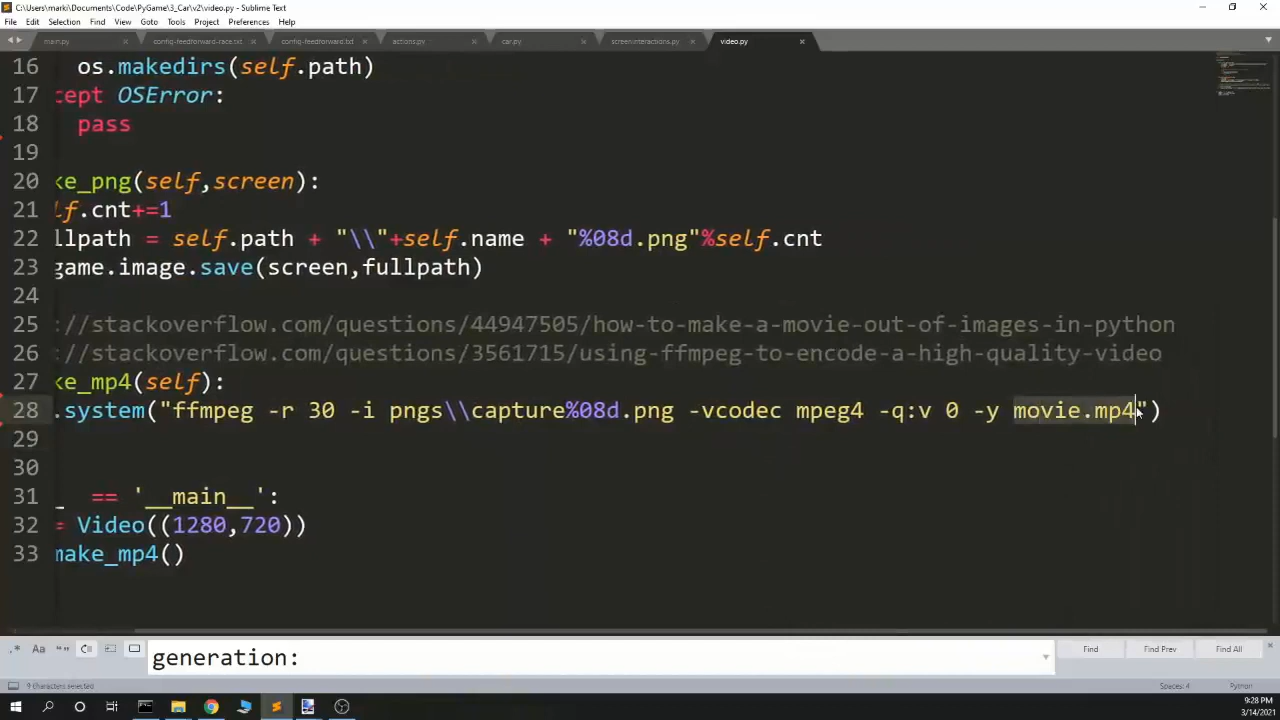 C:\Users\marki\Documents\Code\PyGame\3_Car\v2\video.py - Sublime Text
File Edit Selection Find View Goto Tools Project Preferences Help
main.py config-feedforward-race.txt config-feedforward.txt actions.py car.py screeninteractions.py video.py
16 os.makedirs(self.path)
17 cept OSError:
18 pass
19
20 ke_png(self,screen):
21 lf.cnt+=1
22 llpath = self.path + "\\"+self.name + "%08d.png"%self.cnt
23 game.image.save(screen,fullpath)
24
25 ://stackoverflow.com/questions/44947505/how-to-make-a-movie-out-of-images-in-python
26 ://stackoverflow.com/questions/3561715/using-ffmpeg-to-encode-a-high-quality-video
27 ke_mp4(self):
28 .system("ffmpeg -r 30 -i pngs\\capture%08d.png -vcodec mpeg4 -q:v 0 -y movie.mp4")
29
30
31 _ == '__main__':
32 = Video((1280,720))
33 make_mp4()
.* Aa "" generation: Find Find Prev Find All
9 characters selected Spaces: 4 Python
9:28 PM
3/14/2021